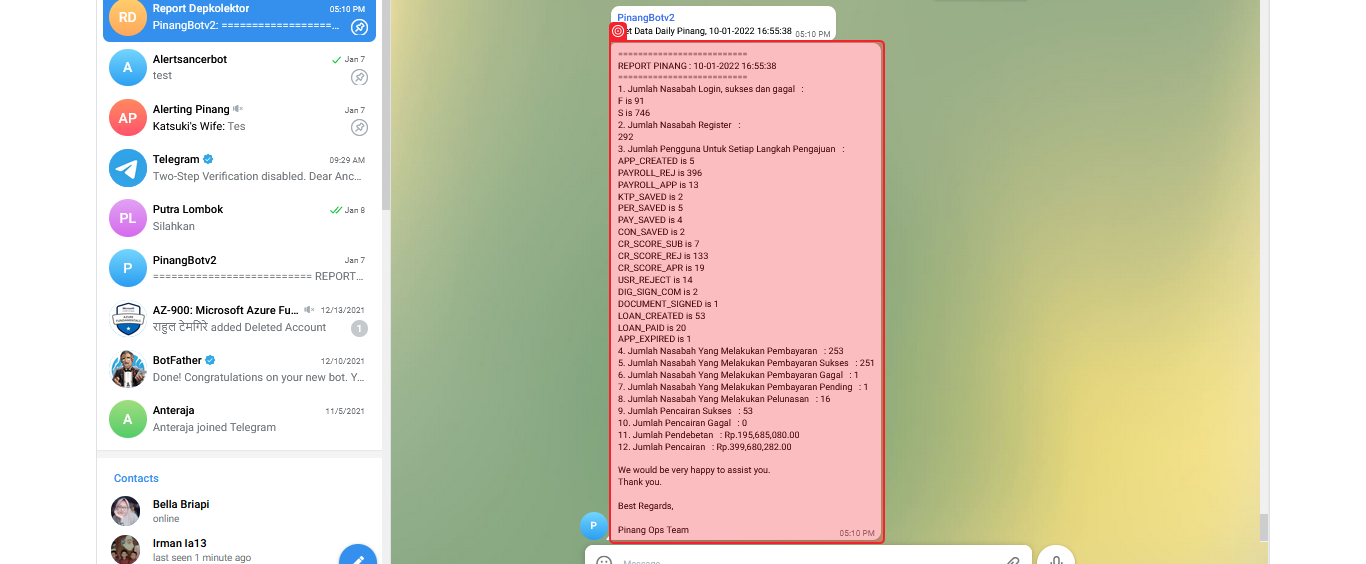 RD
Report Depkolektor
05:10 PM
PinangBotv2: ==================...
A
Alertsancerbot
Jan 7
test
AP
Alerting Pinang
Jan 7
Katsuki's Wife: Tes
Telegram
09:29 AM
Two-Step Verification disabled. Dear Anc...
PL
Putra Lombok
Jan 8
Silahkan
P
PinangBotv2
Jan 7
========================== REPORT...
AZ-900: Microsoft Azure Fu...
12/13/2021
राहुल टेमगिरे added Deleted Account
1
BotFather
12/10/2021
Done! Congratulations on your new bot. Y...
A
Anteraja
11/5/2021
Anteraja joined Telegram
Contacts
Bella Briapi
online
Irman Ia13
last seen 1 minute ago
PinangBotv2
et Data Daily Pinang, 10-01-2022 16:55:38
05:10 PM
==========================
REPORT PINANG : 10-01-2022 16:55:38
==========================
1. Jumlah Nasabah Login, sukses dan gagal :
F is 91
S is 746
2. Jumlah Nasabah Register :
292
3. Jumlah Pengguna Untuk Setiap Langkah Pengajuan :
APP_CREATED is 5
PAYROLL_REJ is 396
PAYROLL_APP is 13
KTP_SAVED is 2
PER_SAVED is 5
PAY_SAVED is 4
CON_SAVED is 2
CR_SCORE_SUB is 7
CR_SCORE_REJ is 133
CR_SCORE_APR is 19
USR_REJECT is 14
DIG_SIGN_COM is 2
DOCUMENT_SIGNED is 1
LOAN_CREATED is 53
LOAN_PAID is 20
APP_EXPIRED is 1
4. Jumlah Nasabah Yang Melakukan Pembayaran : 253
5. Jumlah Nasabah Yang Melakukan Pembayaran Sukses : 251
6. Jumlah Nasabah Yang Melakukan Pembayaran Gagal : 1
7. Jumlah Nasabah Yang Melakukan Pembayaran Pending : 1
8. Jumlah Nasabah Yang Melakukan Pelunasan : 16
9. Jumlah Pencairan Sukses : 53
10. Jumlah Pencairan Gagal : 0
11. Jumlah Pendebetan : Rp.195,685,080.00
12. Jumlah Pencairan : Rp.399,680,282.00
We would be very happy to assist you.
Thank you.
Best Regards,
Pinang Ops Team
05:10 PM
P
Message